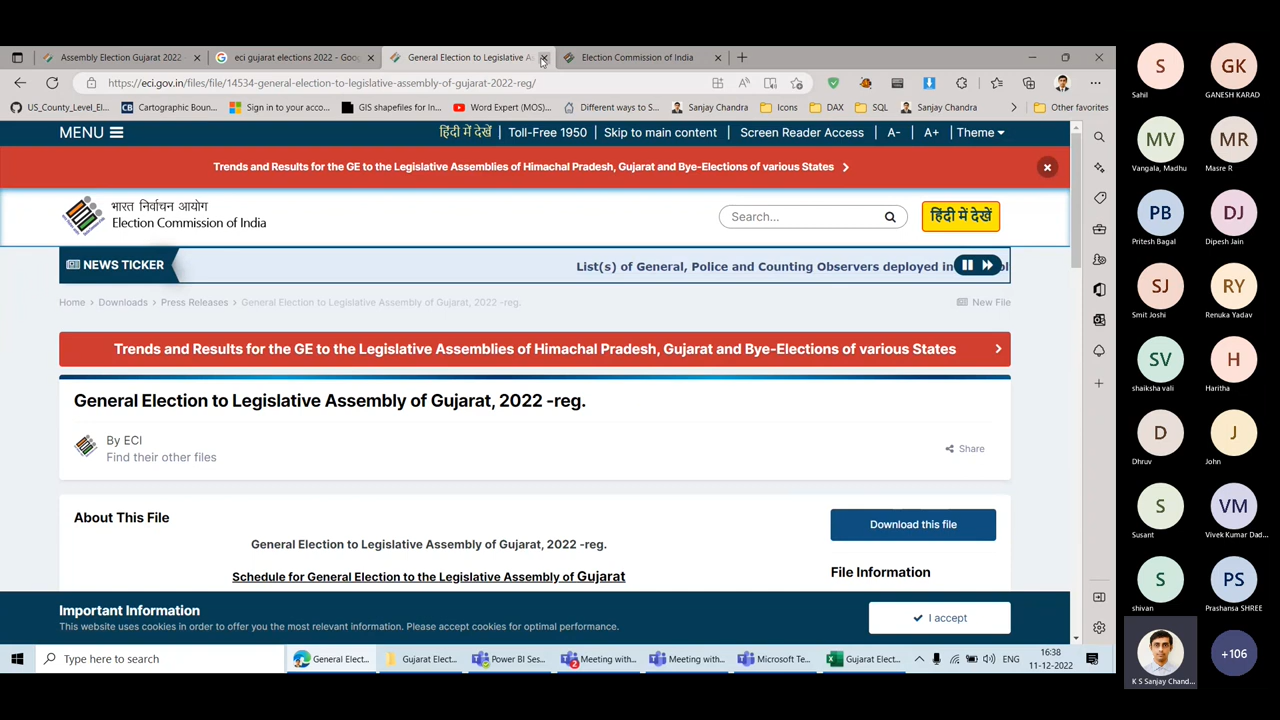 Assembly Election Gujarat 2022
eci gujarat elections 2022 - Goo
General Election to Legislative As
Election Commission of India
https://eci.gov.in/files/file/14534-general-election-to-legislative-assembly-of-gujarat-2022-reg/
US_County_Level_El...
Cartographic Boun...
Sign in to your acco...
GIS shapefiles for In...
Word Expert (MOS)...
Different ways to S...
Sanjay Chandra
Icons
DAX
SQL
Sanjay Chandra
Other favorites
MENU
हिंदी में देखें | Toll-Free 1950 | Skip to main content | Screen Reader Access | A- | A+ | Theme
Trends and Results for the GE to the Legislative Assemblies of Himachal Pradesh, Gujarat and Bye-Elections of various States
भारत निर्वाचन आयोग
Election Commission of India
Search...
हिंदी में देखें
NEWS TICKER
List(s) of General, Police and Counting Observers deployed in
Home > Downloads > Press Releases > General Election to Legislative Assembly of Gujarat, 2022 -reg.
New File
Trends and Results for the GE to the Legislative Assemblies of Himachal Pradesh, Gujarat and Bye-Elections of various States
General Election to Legislative Assembly of Gujarat, 2022 -reg.
By ECI
Find their other files
Share
About This File
Download this file
General Election to Legislative Assembly of Gujarat, 2022 -reg.
File Information
Schedule for General Election to the Legislative Assembly of Gujarat
Important Information
This website uses cookies in order to offer you the most relevant information. Please accept cookies for optimal performance.
I accept
Type here to search
General Elect...
Gujarat Elect...
Power BI Ses...
Meeting with...
Meeting with...
Microsoft Te...
Gujarat Elect...
ENG
16:38
11-12-2022
S
Sahil
GK
GANESH KARAD
MV
Vangala, Madhu
MR
Masre R
PB
Pritesh Bagal
DJ
Dipesh Jain
SJ
Smit Joshi
RY
Renuka Yadav
SV
shaiksha vali
H
Haritha
D
Dhruv
J
John
S
Susant
VM
Vivek Kumar Dad...
S
shivan
PS
Prashansa SHREE
K S Sanjay Chand...
+106